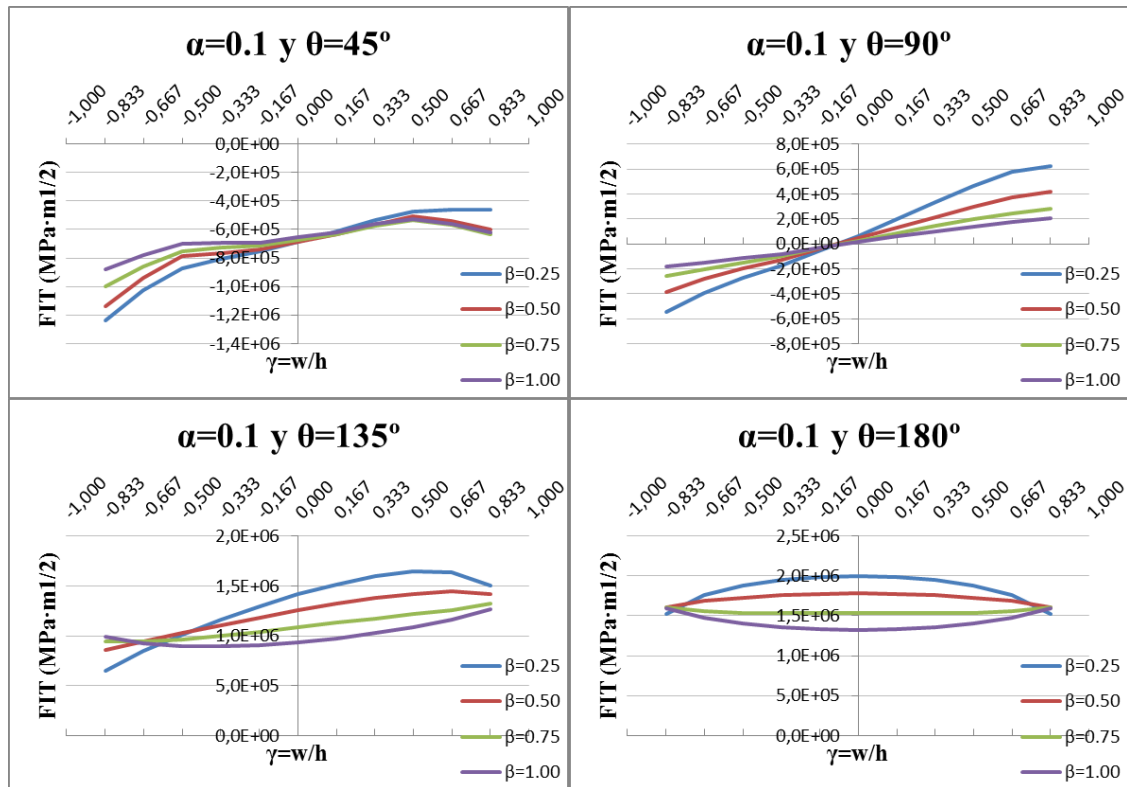 α=0.1 y θ=45º
-1,000 -0,833 -0,667 -0,500 -0,333 -0,167 0,000 0,167 0,333 0,500 0,667 0,833 1,000
0,0E+00
-2,0E+05
-4,0E+05
-6,0E+05
-8,0E+05
-1,0E+06
-1,2E+06
-1,4E+06
FIT ((MPa·m1/2)
γ=w/h
β=0.25
β=0.50
β=0.75
β=1.00
α=0.1 y θ=90º
-1,000 -0,833 -0,667 -0,500 -0,333 -0,167 0,000 0,167 0,333 0,500 0,667 0,833 1,000
8,0E+05
6,0E+05
4,0E+05
2,0E+05
0,0E+00
-2,0E+05
-4,0E+05
-6,0E+05
-8,0E+05
FIT ((MPa·m1/2)
γ=w/h
β=0.25
β=0.50
β=0.75
β=1.00
α=0.1 y θ=135º
-1,000 -0,833 -0,667 -0,500 -0,333 -0,167 0,000 0,167 0,333 0,500 0,667 0,833 1,000
2,0E+06
1,5E+06
1,0E+06
5,0E+05
0,0E+00
FIT ((MPa·m1/2)
γ=w/h
β=0.25
β=0.50
β=0.75
β=1.00
α=0.1 y θ=180º
-1,000 -0,833 -0,667 -0,500 -0,333 -0,167 0,000 0,167 0,333 0,500 0,667 0,833 1,000
2,5E+06
2,0E+06
1,5E+06
1,0E+06
5,0E+05
0,0E+00
FIT ((MPa·m1/2)
γ=w/h
β=0.25
β=0.50
β=0.75
β=1.00